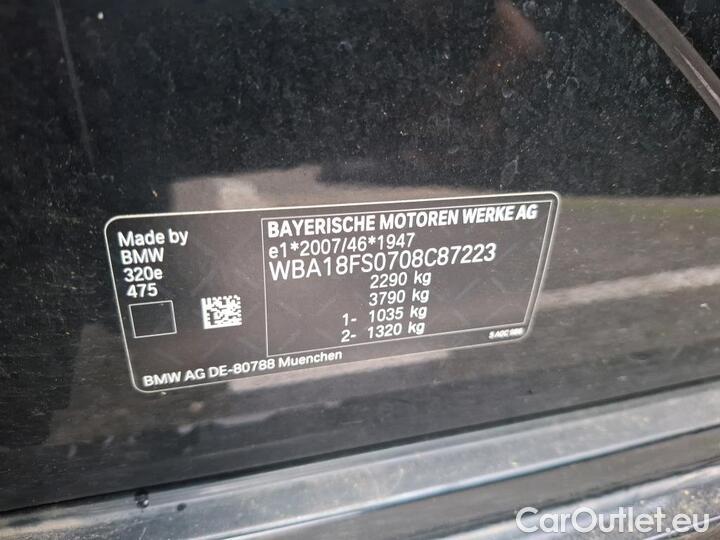 Made by
BMW
320e
475
BAYERISCHE MOTOREN WERKE AG
e1*2007/46*1947
WBA18FS0708C87223
2290 kg
3790 kg
1- 1035 kg
2- 1320 kg
BMW AG DE-80788 Muenchen
CarOutlet.eu